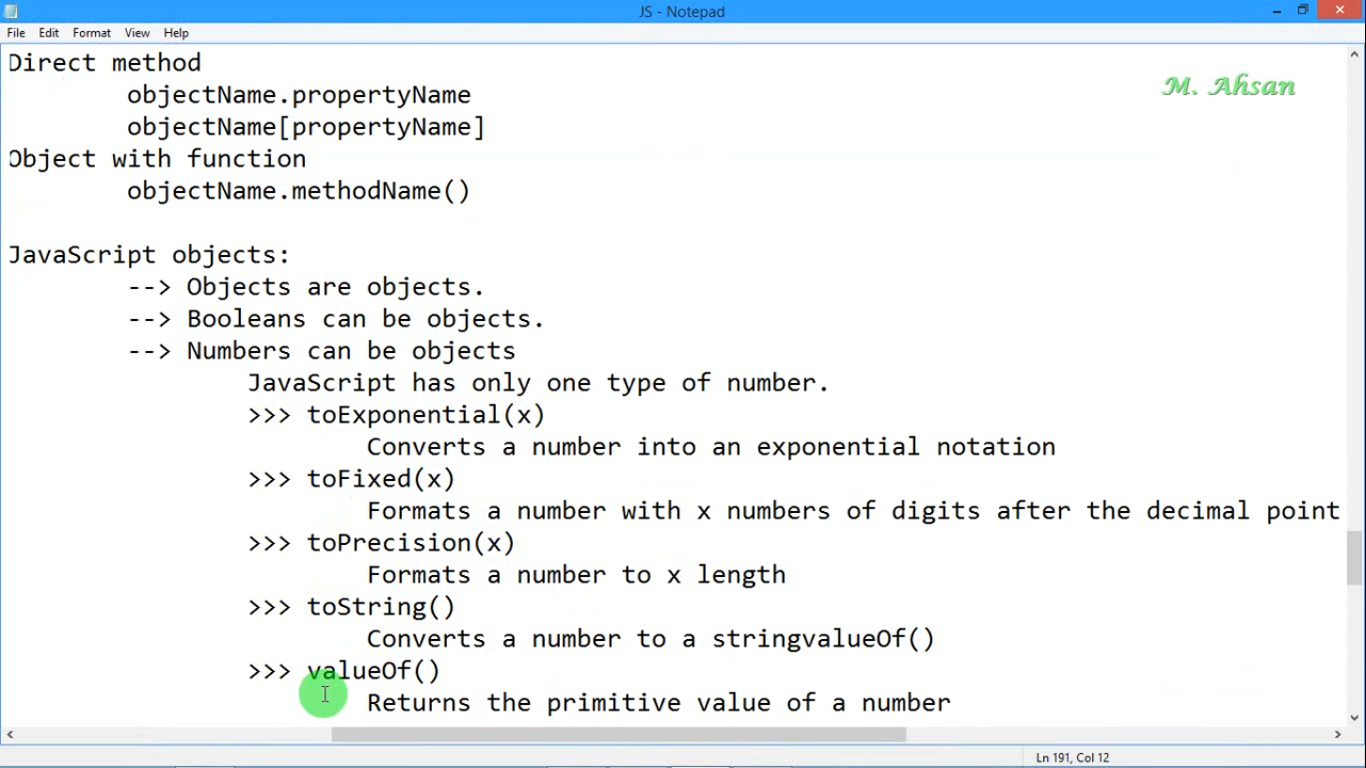 JS - Notepad
File Edit Format View Help
Direct method
M. Ahsan
objectName.propertyName
objectName[propertyName]
Object with function
objectName.methodName()
JavaScript objects:
--> Objects are objects.
--> Booleans can be objects.
--> Numbers can be objects
JavaScript has only one type of number.
>>> toExponential(x)
Converts a number into an exponential notation
>>> toFixed(x)
Formats a number with x numbers of digits after the decimal point
>>> toPrecision(x)
Formats a number to x length
>>> toString()
Converts a number to a stringvalueOf()
>>> valueOf()
Returns the primitive value of a number
Ln 191, Col 12